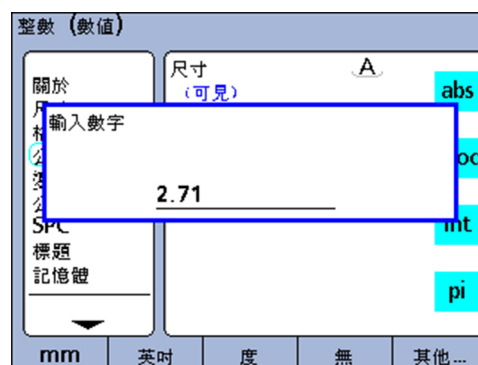 整數 (數值)
關於
尺寸
(可見)
A
abs
輸入數字
2.71
SPC
int
標題
記憶體
pi
mm
英吋
度
無
其他...